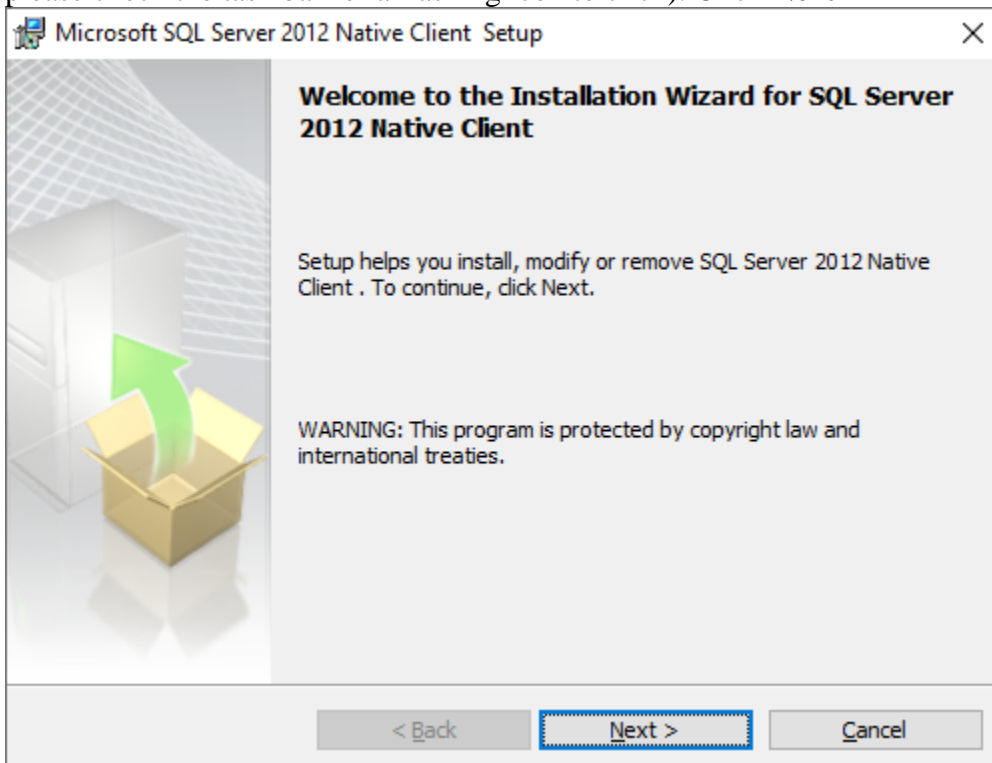 Microsoft SQL Server 2012 Native Client Setup
Welcome to the Installation Wizard for SQL Server
2012 Native Client
Setup helps you install, modify or remove SQL Server 2012 Native
Client . To continue, click Next.
WARNING: This program is protected by copyright law and
international treaties.
< Back
Next >
Cancel